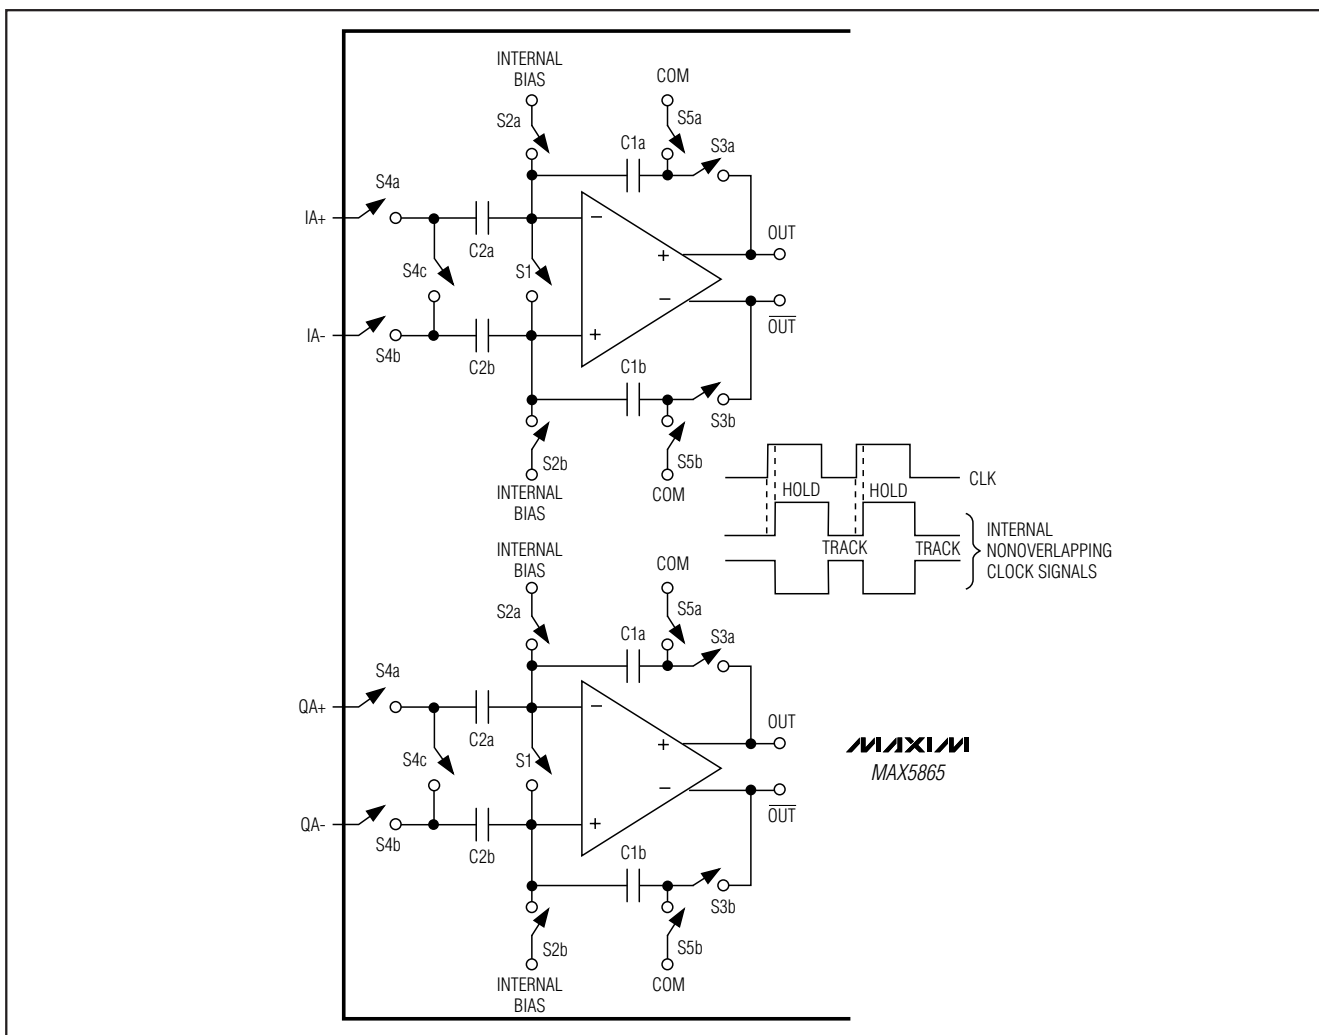 INTERNAL
BIAS
COM
S2a
S5a
C1a
S3a
S4a
IA+
−
OUT
C2a
+
S4c
S1
−
IA-
+
OUT
S4b
C2b
C1b
S3b
S2b
S5b
INTERNAL
BIAS
COM
CLK
HOLD
HOLD
TRACK
TRACK
INTERNAL
NONOVERLAPPING
CLOCK SIGNALS
INTERNAL
BIAS
COM
S2a
S5a
C1a
S3a
S4a
QA+
−
OUT
C2a
+
S4c
S1
−
QA-
+
OUT
S4b
C2b
C1b
S3b
S2b
S5b
INTERNAL
BIAS
COM
MAXIM
MAX5865